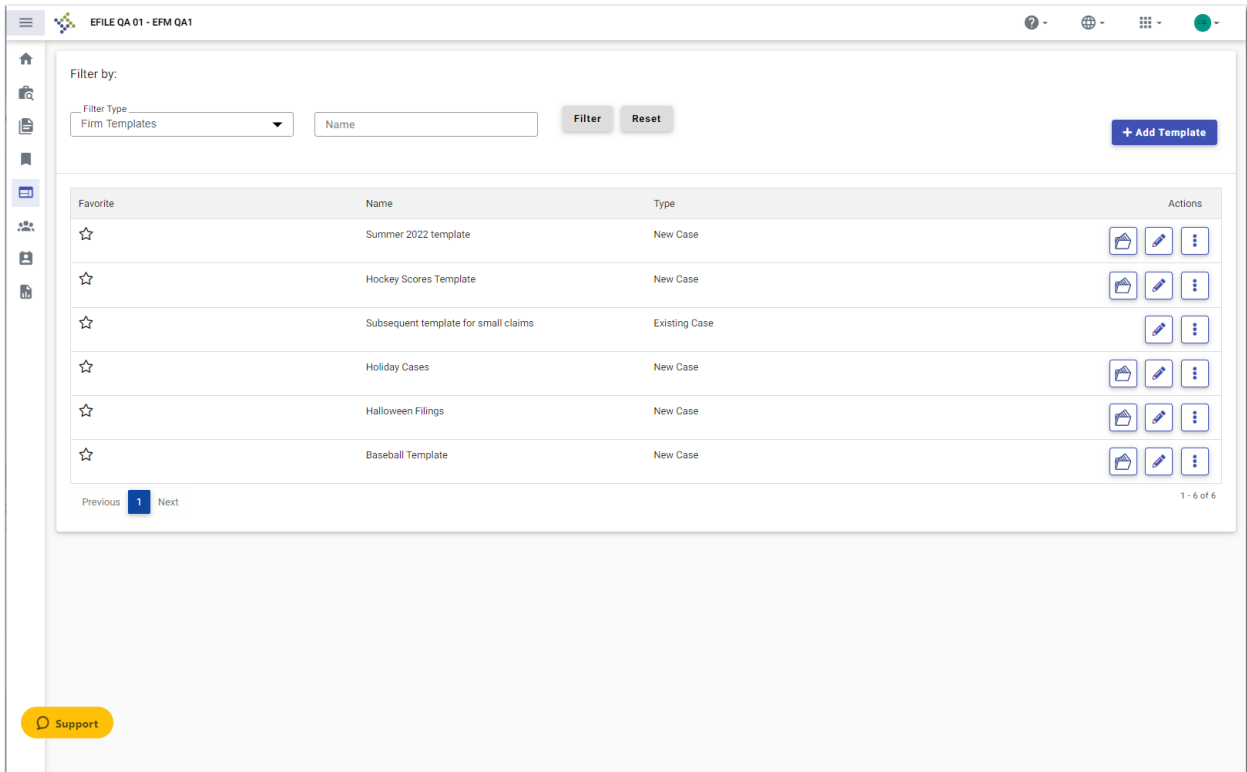 EFILE QA 01 - EFM QA1
Filter by:
Filter Type
Firm Templates
Name
Filter
Reset
+ Add Template
Favorite Name Type Actions
Summer 2022 template New Case
Hockey Scores Template New Case
Subsequent template for small claims Existing Case
Holiday Cases New Case
Halloween Filings New Case
Baseball Template New Case
Previous 1 Next
1 - 6 of 6
Support